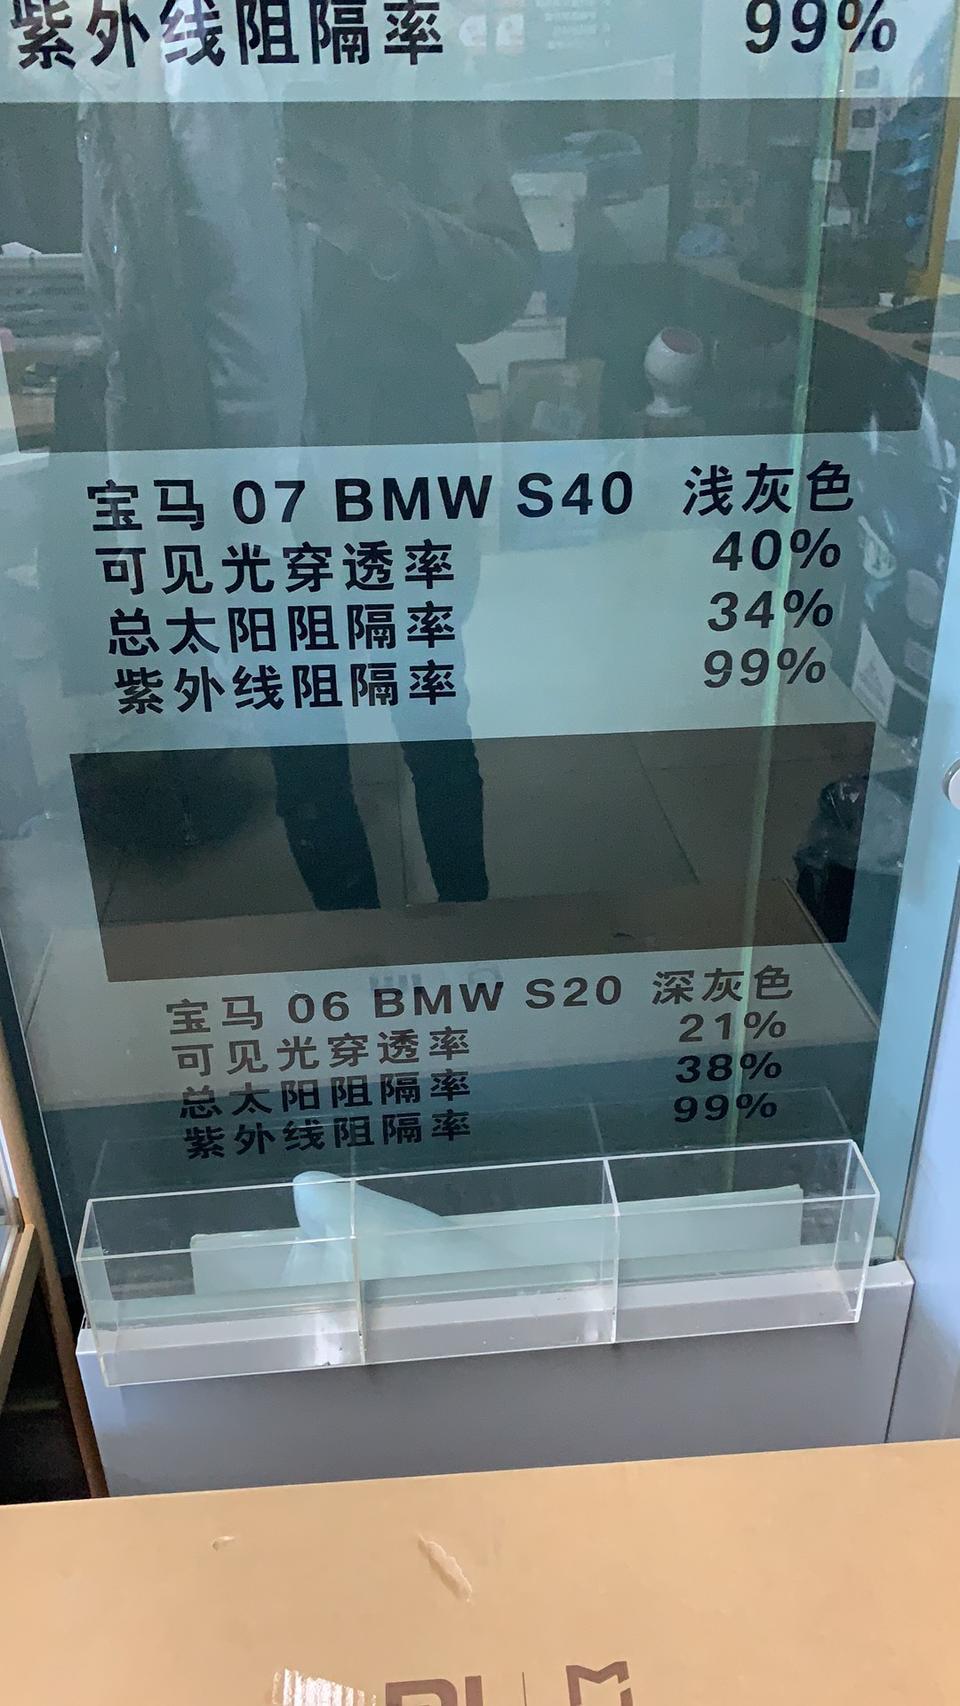 紫外线阻隔率 99%
宝马 07 BMW S40 浅灰色
可见光穿透率 40%
总太阳阻隔率 34%
紫外线阻隔率 99%
宝马 06 BMW S20 深灰色
可见光穿透率 21%
总太阳阻隔率 38%
紫外线阻隔率 99%